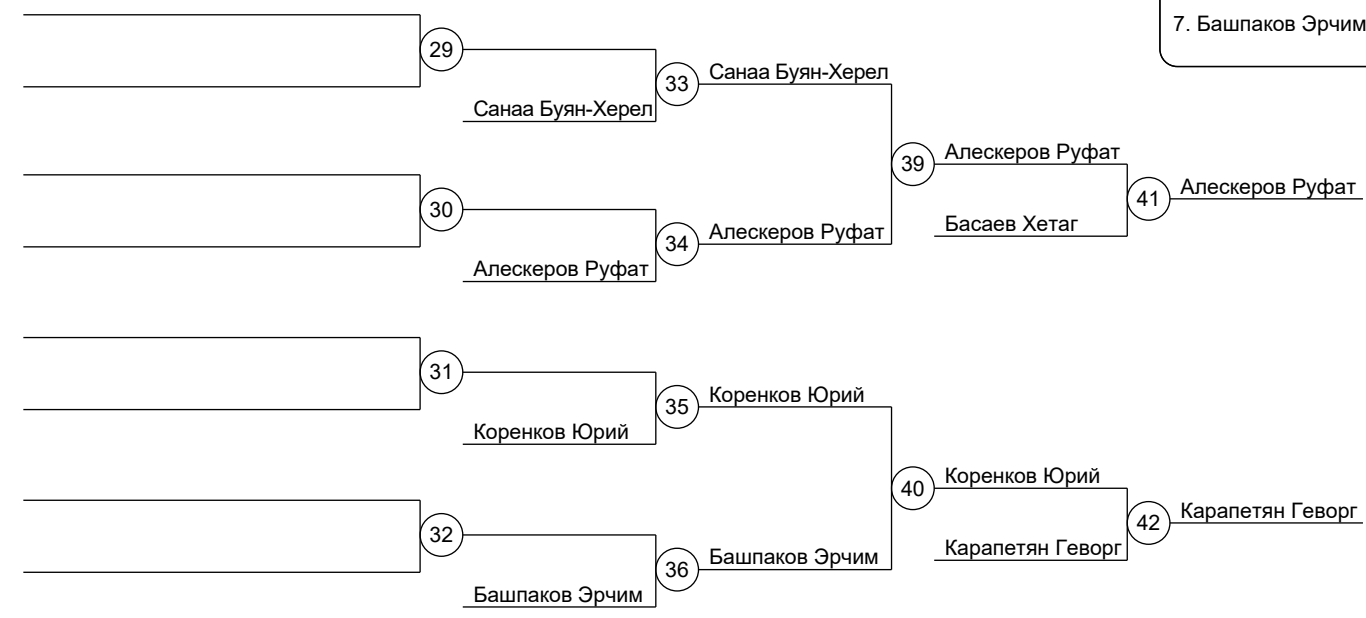 7. Башпаков Эрчим
29
33
Санаа Буян-Херел
Санаа Буян-Херел
39
Алескеров Руфат
41
Алескеров Руфат
30
34
Алескеров Руфат
Басаев Хетаг
Алескеров Руфат
31
35
Коренков Юрий
Коренков Юрий
40
Коренков Юрий
42
Карапетян Геворг
32
36
Башпаков Эрчим
Карапетян Геворг
Башпаков Эрчим